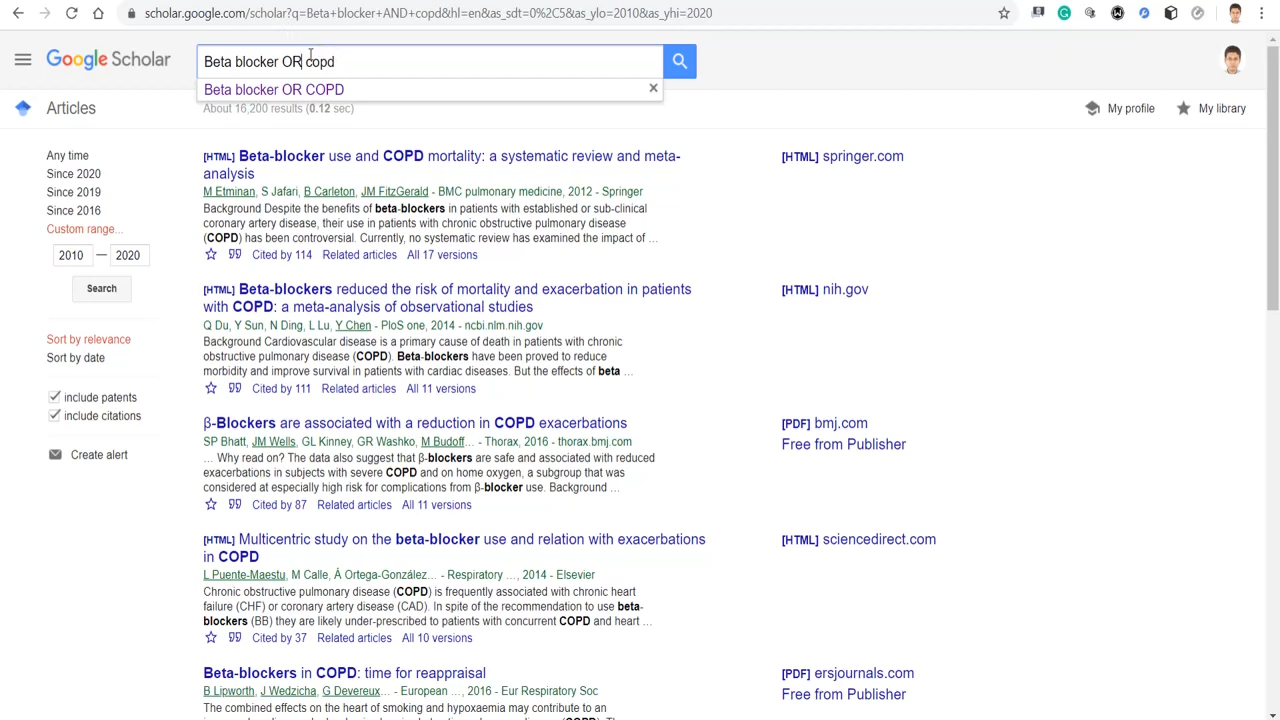 scholar.google.com/scholar?q=Beta+blocker+AND+copd&hl=en&as_sdt=0%2C5&as_ylo=2010&as_yhi=2020
Google Scholar
Beta blocker OR copd
Beta blocker OR COPD
Articles
About 16,200 results (0.12 sec)
My profile
My library
Any time
Since 2020
Since 2019
Since 2016
Custom range...
2010 — 2020
Search
Sort by relevance
Sort by date
include patents
include citations
Create alert
[HTML] Beta-blocker use and COPD mortality: a systematic review and meta-
analysis
M Etminan, S Jafari, B Carleton, JM FitzGerald - BMC pulmonary medicine, 2012 - Springer
Background Despite the benefits of beta-blockers in patients with established or sub-clinical
coronary artery disease, their use in patients with chronic obstructive pulmonary disease
(COPD) has been controversial. Currently, no systematic review has examined the impact of ...
Cited by 114 Related articles All 17 versions
[HTML] springer.com
[HTML] Beta-blockers reduced the risk of mortality and exacerbation in patients
with COPD: a meta-analysis of observational studies
Q Du, Y Sun, N Ding, L Lu, Y Chen - PloS one, 2014 - ncbi.nlm.nih.gov
Background Cardiovascular disease is a primary cause of death in patients with chronic
obstructive pulmonary disease (COPD). Beta-blockers have been proved to reduce
morbidity and improve survival in patients with cardiac diseases. But the effects of beta ...
Cited by 111 Related articles All 11 versions
[HTML] nih.gov
β-Blockers are associated with a reduction in COPD exacerbations
SP Bhatt, JM Wells, GL Kinney, GR Washko, M Budoff... - Thorax, 2016 - thorax.bmj.com
... Why read on? The data also suggest that β-blockers are safe and associated with reduced
exacerbations in subjects with severe COPD and on home oxygen, a subgroup that was
considered at especially high risk for complications from β-blocker use. Background ...
Cited by 87 Related articles All 11 versions
[PDF] bmj.com
Free from Publisher
[HTML] Multicentric study on the beta-blocker use and relation with exacerbations
in COPD
L Puente-Maestu, M Calle, Á Ortega-González... - Respiratory ..., 2014 - Elsevier
Chronic obstructive pulmonary disease (COPD) is frequently associated with chronic heart
failure (CHF) or coronary artery disease (CAD). In spite of the recommendation to use beta-
blockers (BB) they are likely under-prescribed to patients with concurrent COPD and heart ...
Cited by 37 Related articles All 10 versions
[HTML] sciencedirect.com
Beta-blockers in COPD: time for reappraisal
B Lipworth, J Wedzicha, G Devereux... - European ..., 2016 - Eur Respiratory Soc
The combined effects on the heart of smoking and hypoxaemia may contribute to an
[PDF] ersjournals.com
Free from Publisher